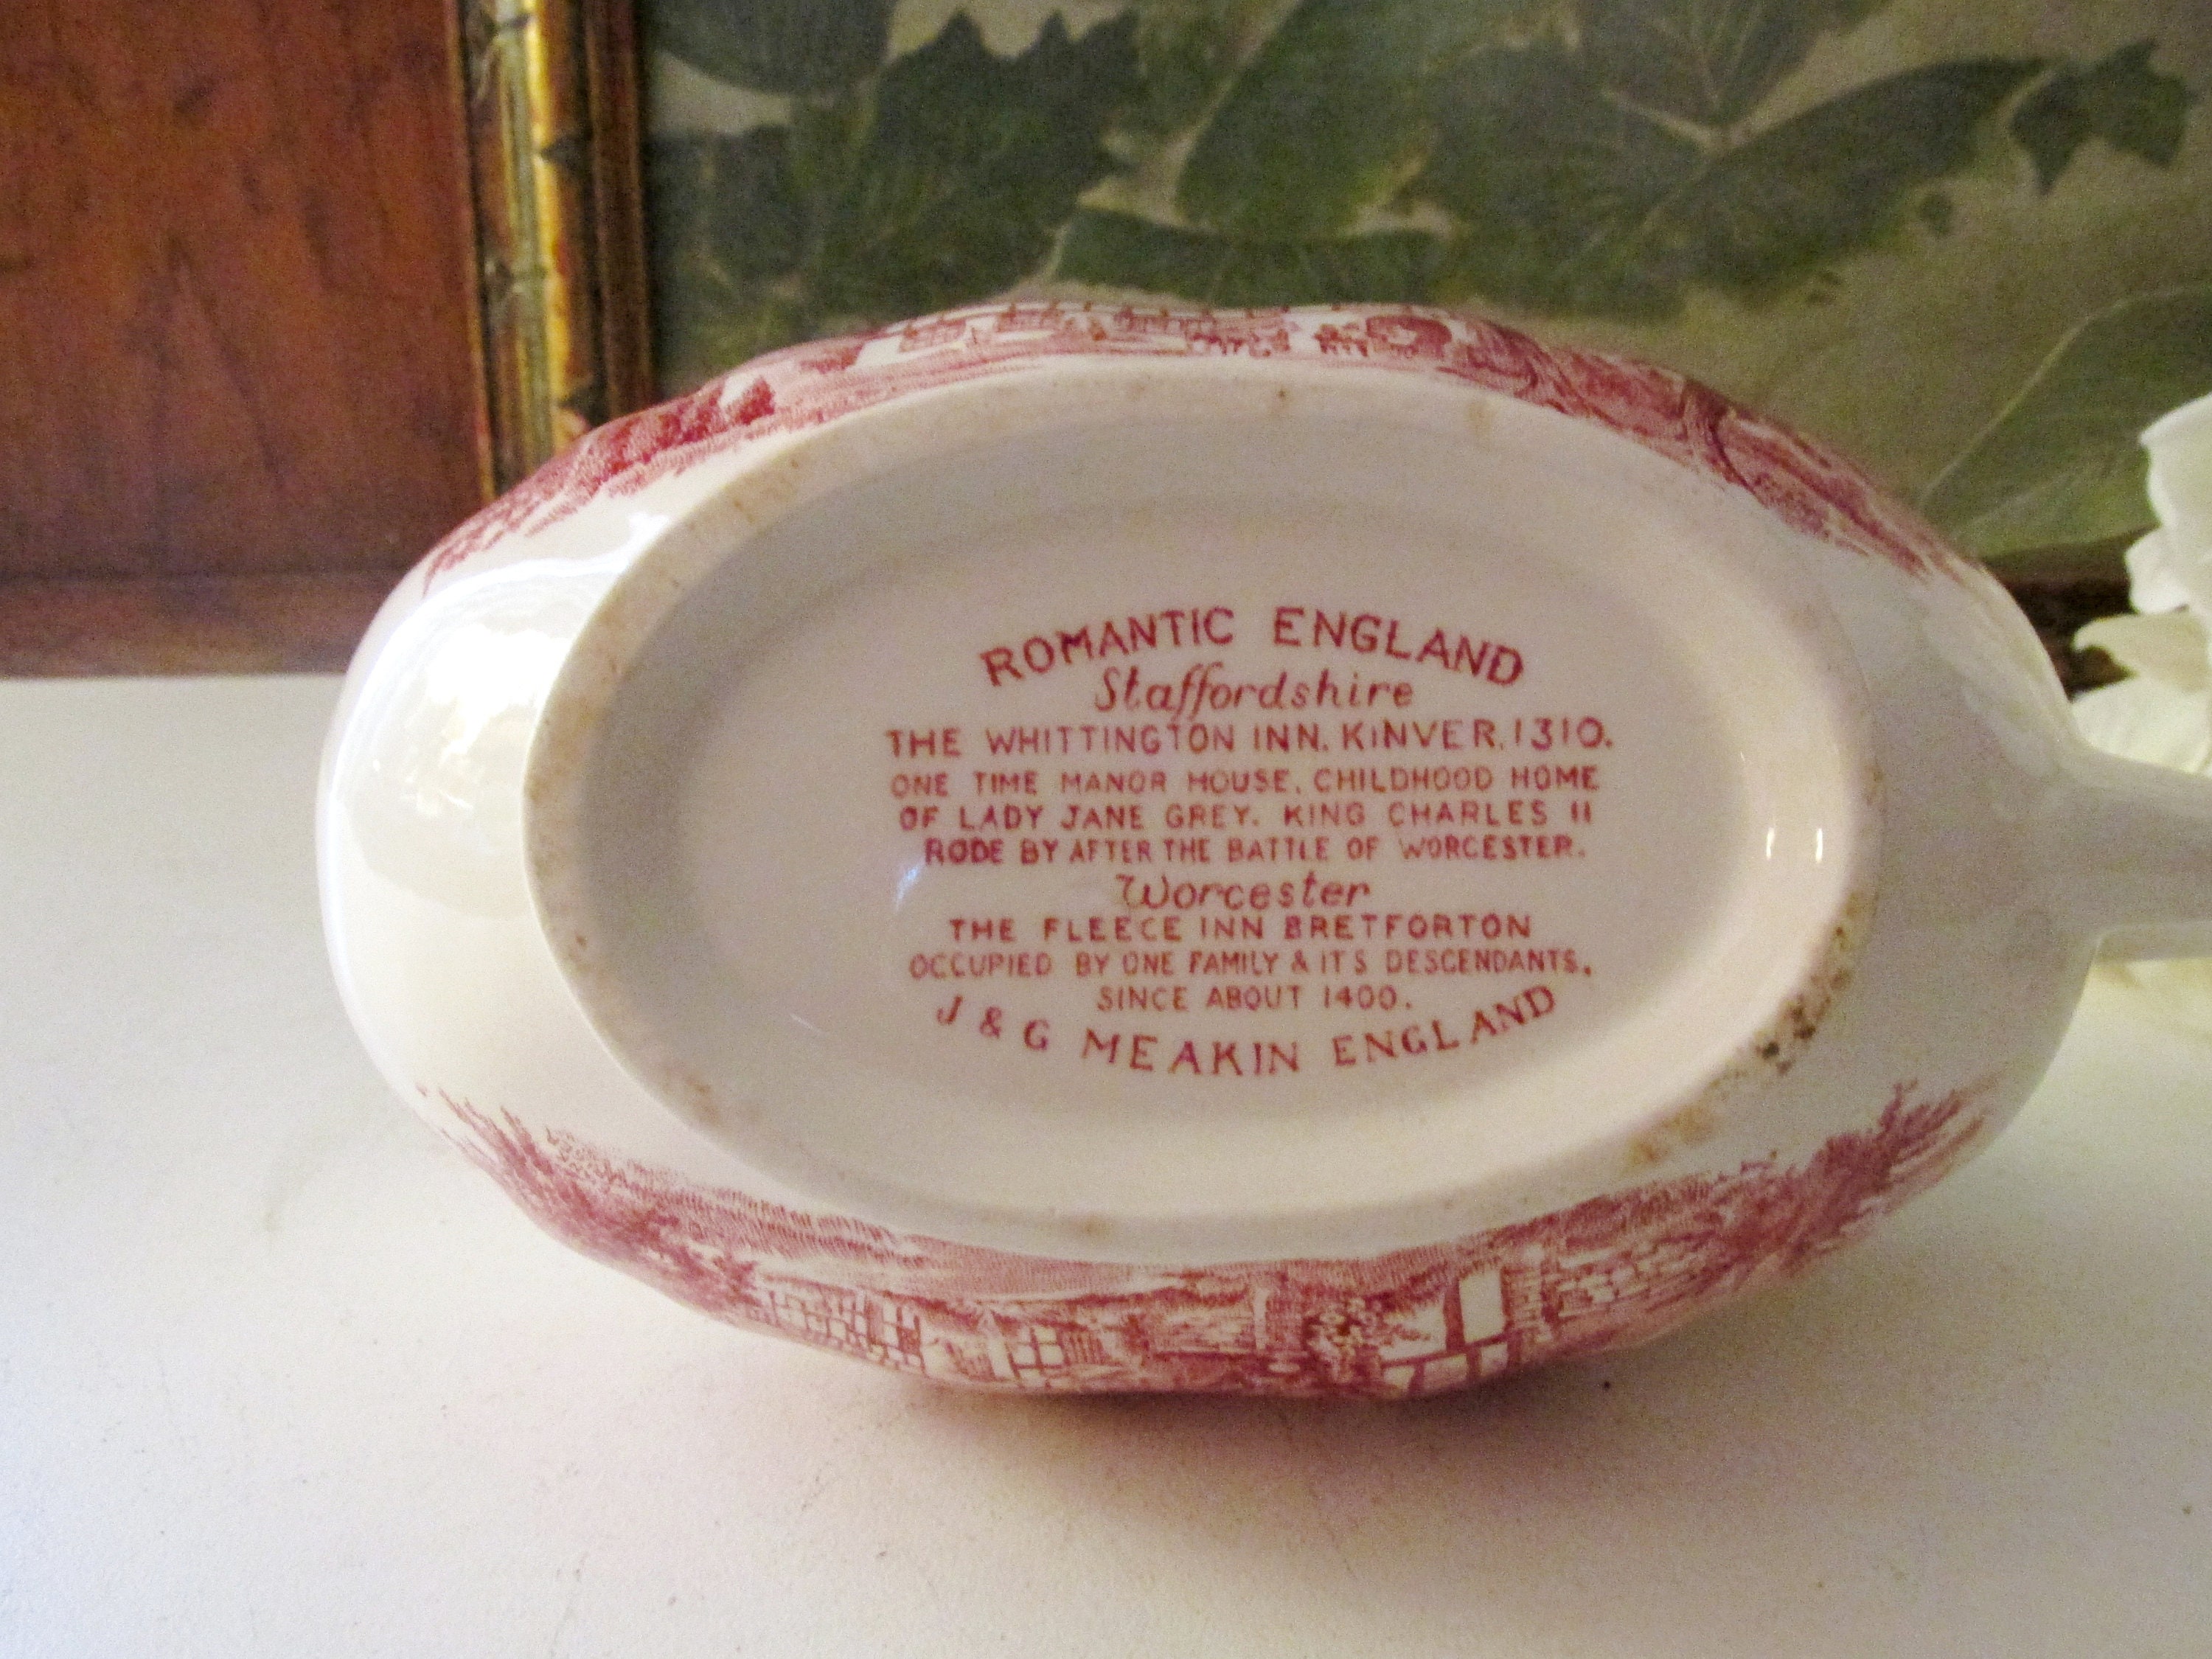 ROMANTIC ENGLAND
Staffordshire
THE WHITTINGTON INN. KINVER. 1310.
ONE TIME MANOR HOUSE. CHILDHOOD HOME
OF LADY JANE GREY. KING CHARLES II
RODE BY AFTER THE BATTLE OF WORCESTER.
Worcester
THE FLEECE INN BRETFORTON
OCCUPIED BY ONE FAMILY & ITS DESCENDANTS.
SINCE ABOUT 1400.
J & G MEAKIN ENGLAND